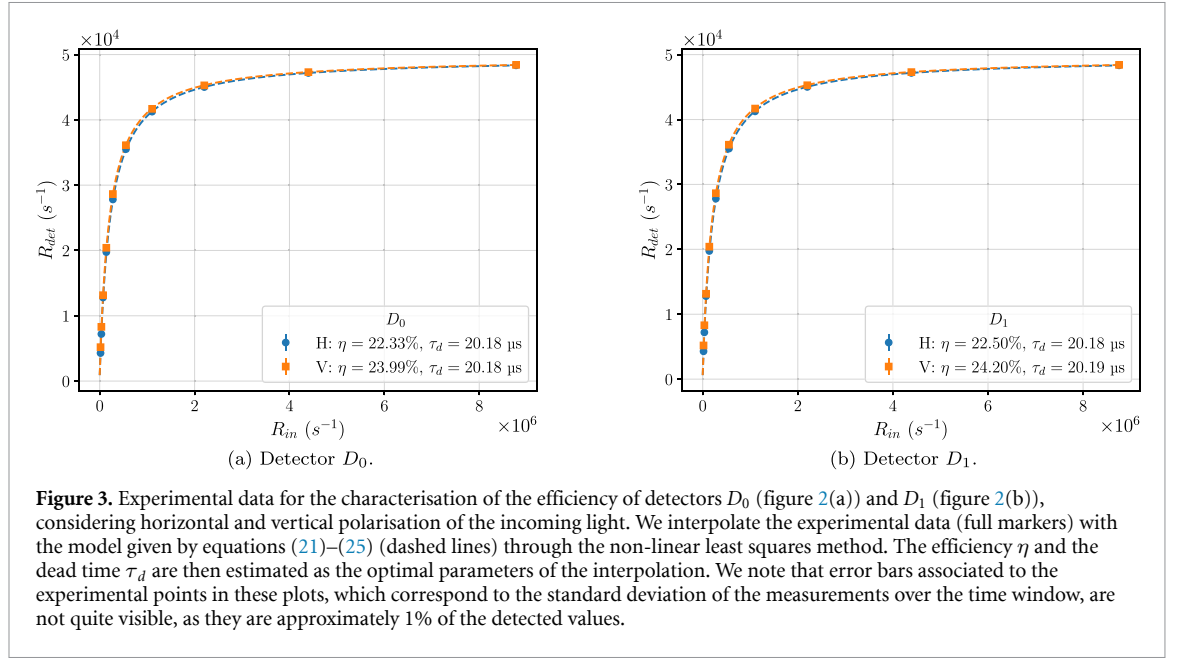 ×10⁴
5
4
3
2
1
0
R_det (s⁻¹)
D₀
H: η = 22.33%, τ_d = 20.18 µs
V: η = 23.99%, τ_d = 20.18 µs
0 2 4 6 8
R_in (s⁻¹)
×10⁶
(a) Detector D₀.
×10⁴
5
4
3
2
1
0
R_det (s⁻¹)
D₁
H: η = 22.50%, τ_d = 20.18 µs
V: η = 24.20%, τ_d = 20.19 µs
0 2 4 6 8
R_in (s⁻¹)
×10⁶
(b) Detector D₁.
Figure 3. Experimental data for the characterisation of the efficiency of detectors D₀ (figure 2(a)) and D₁ (figure 2(b)),
considering horizontal and vertical polarisation of the incoming light. We interpolate the experimental data (full markers) with
the model given by equations (21)–(25) (dashed lines) through the non-linear least squares method. The efficiency η and the
dead time τ_d are then estimated as the optimal parameters of the interpolation. We note that error bars associated to the
experimental points in these plots, which correspond to the standard deviation of the measurements over the time window, are
not quite visible, as they are approximately 1% of the detected values.